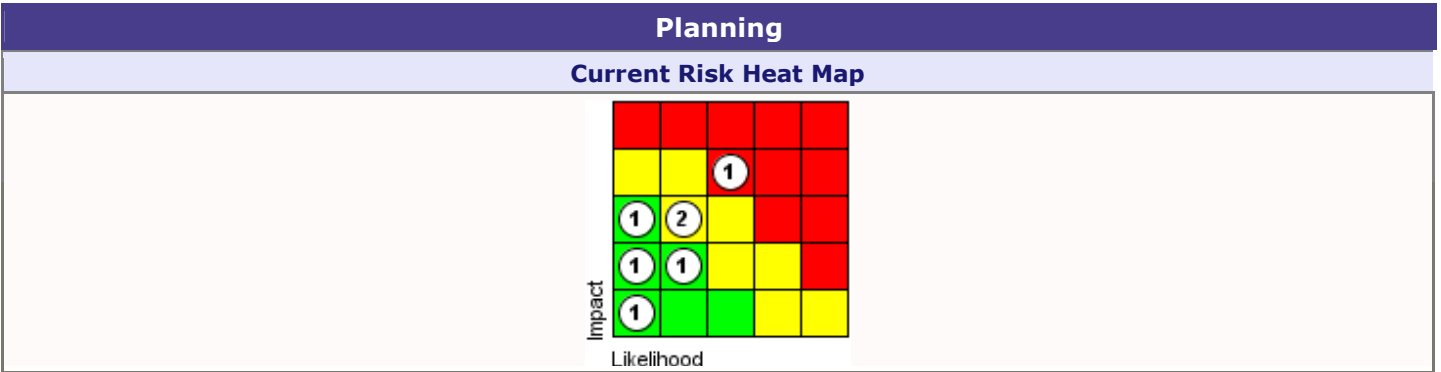 Planning
Current Risk Heat Map
1
1 2
1 1
1
Impact
Likelihood